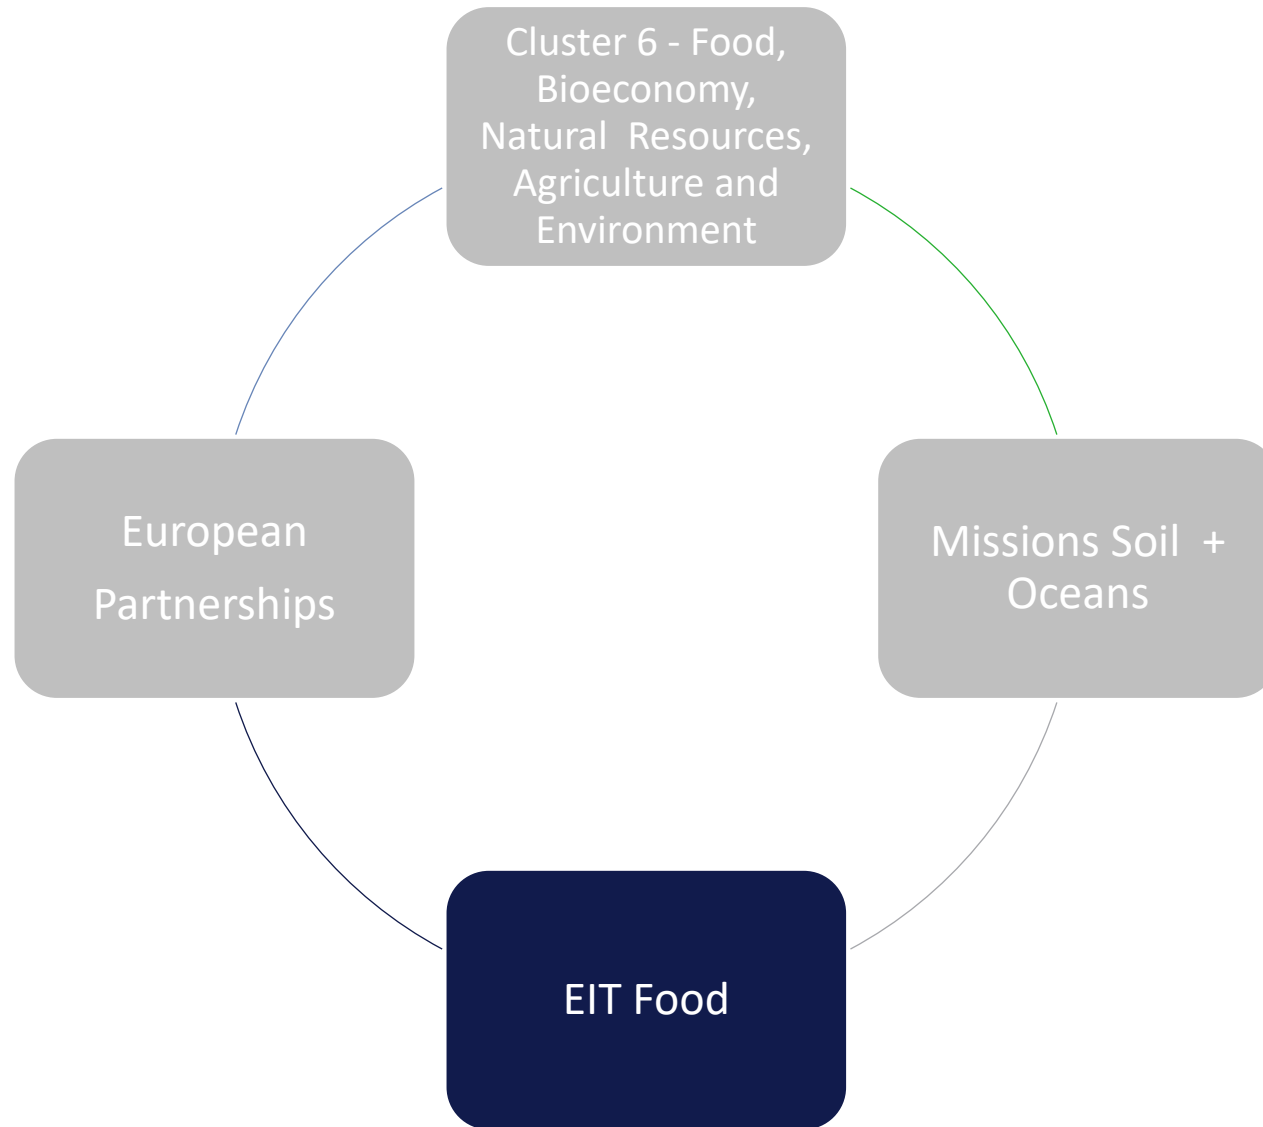 Cluster 6 - Food,
Bioeconomy,
Natural  Resources,
Agriculture and
Environment
European
Partnerships
Missions Soil  +
Oceans
EIT Food